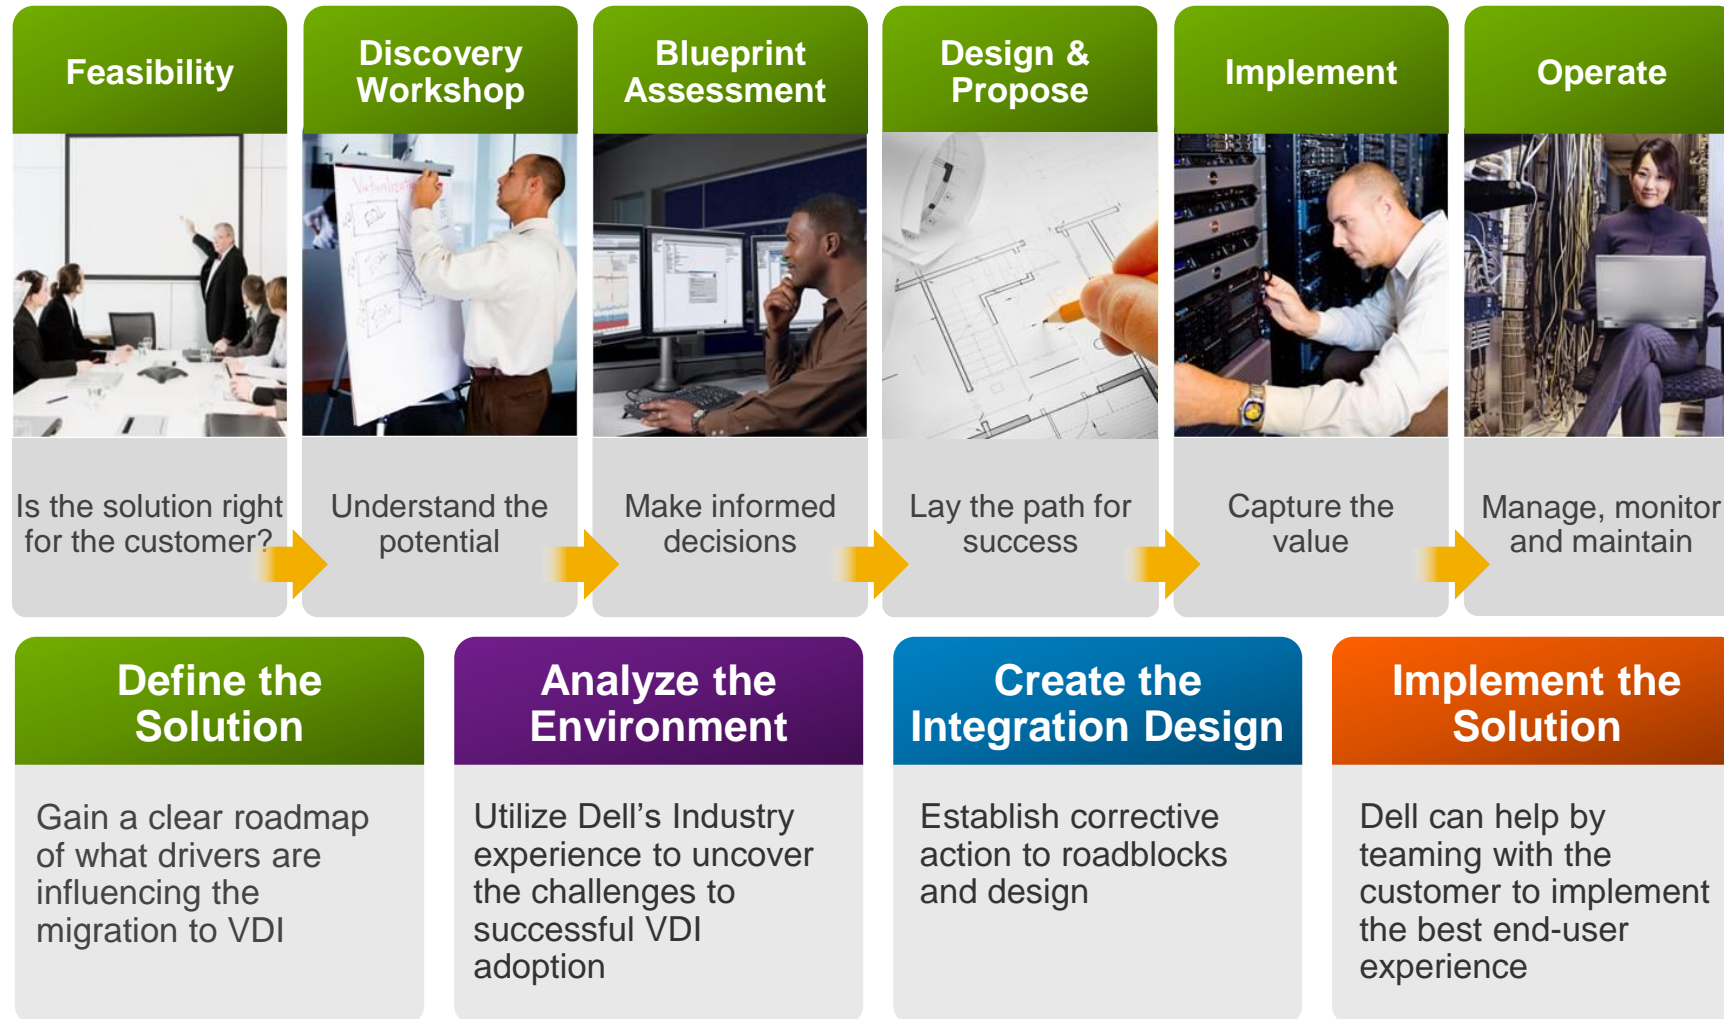 Feasibility
Discovery
Workshop
Blueprint
Assessment
Design &
Propose
Implement
Operate
Virtualization
EQL
EQL
EQL
Is the solution right
for the customer?
Understand the
potential
Make informed
decisions
Lay the path for
success
Capture the
value
Manage, monitor
and maintain
Define the
Solution
Gain a clear roadmap
of what drivers are
influencing the
migration to VDI
Analyze the
Environment
Utilize Dell’s Industry
experience to uncover
the challenges to
successful VDI
adoption
Create the
Integration Design
Establish corrective
action to roadblocks
and design
Implement the
Solution
Dell can help by
teaming with the
customer to implement
the best end-user
experience